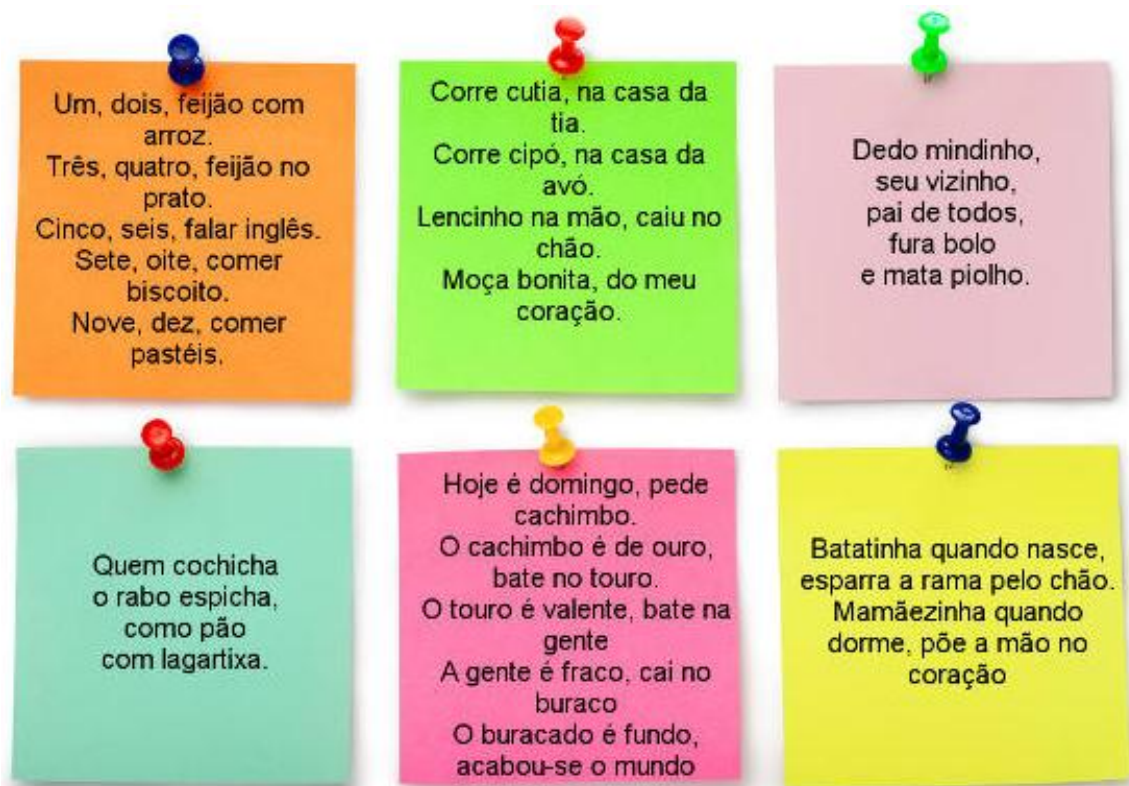 Um, dois, feijão com
arroz.
Três, quatro, feijão no
prato.
Cinco, seis, falar inglês.
Sete, oite, comer
biscoito.
Nove, dez, comer
pastéis.
Corre cutia, na casa da
tia.
Corre cipó, na casa da
avó.
Lencinho na mão, caiu no
chão.
Moça bonita, do meu
coração.
Dedo mindinho,
seu vizinho,
pai de todos,
fura bolo
e mata piolho.
Quem cochicha
o rabo espicha,
como pão
com lagartixa.
Hoje é domingo, pede
cachimbo.
O cachimbo é de ouro,
bate no touro.
O touro é valente, bate na
gente
A gente é fraco, cai no
buraco
O buracado é fundo,
acabou-se o mundo
Batatinha quando nasce,
esparra a rama pelo chão.
Mamãezinha quando
dorme, põe a mão no
coração